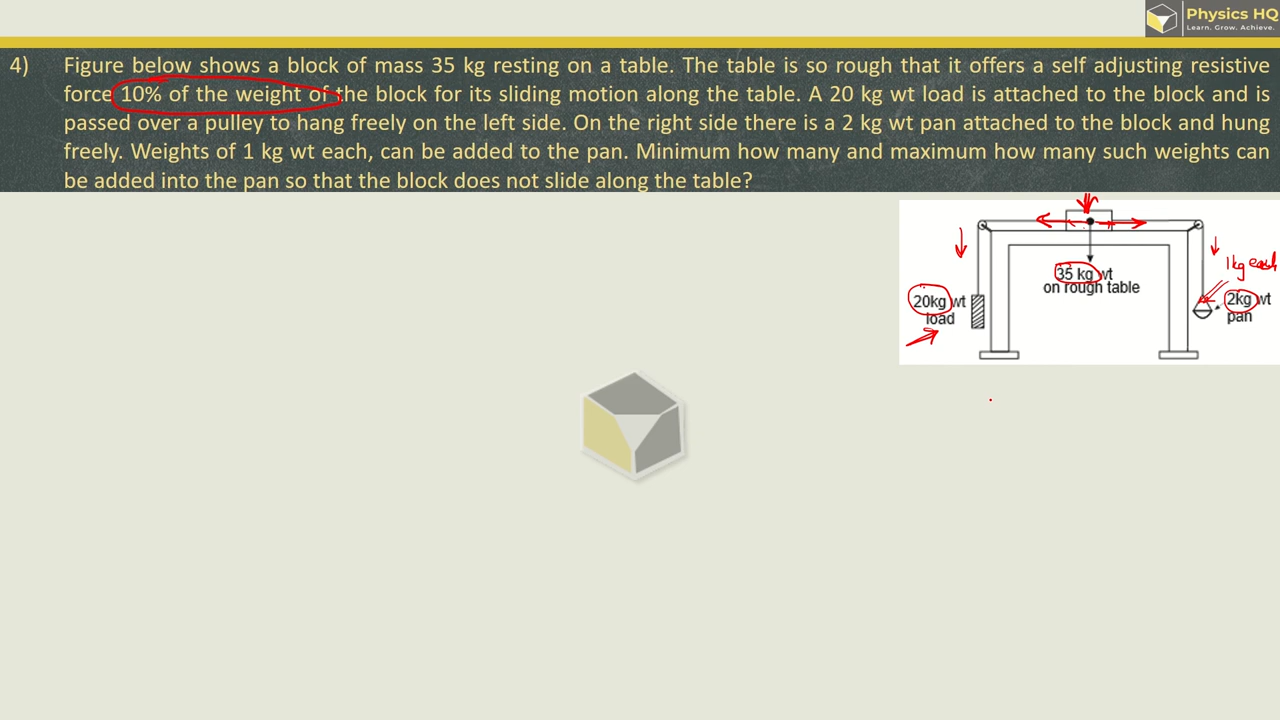 Physics HQ
Learn. Grow. Achieve.
4) Figure below shows a block of mass 35 kg resting on a table. The table is so rough that it offers a self adjusting resistive
force 10% of the weight of the block for its sliding motion along the table. A 20 kg wt load is attached to the block and is
passed over a pulley to hang freely on the left side. On the right side there is a 2 kg wt pan attached to the block and hung
freely. Weights of 1 kg wt each, can be added to the pan. Minimum how many and maximum how many such weights can
be added into the pan so that the block does not slide along the table?
1kg each
35 kg wt
on rough table
20kg wt
load
2kg wt
pan